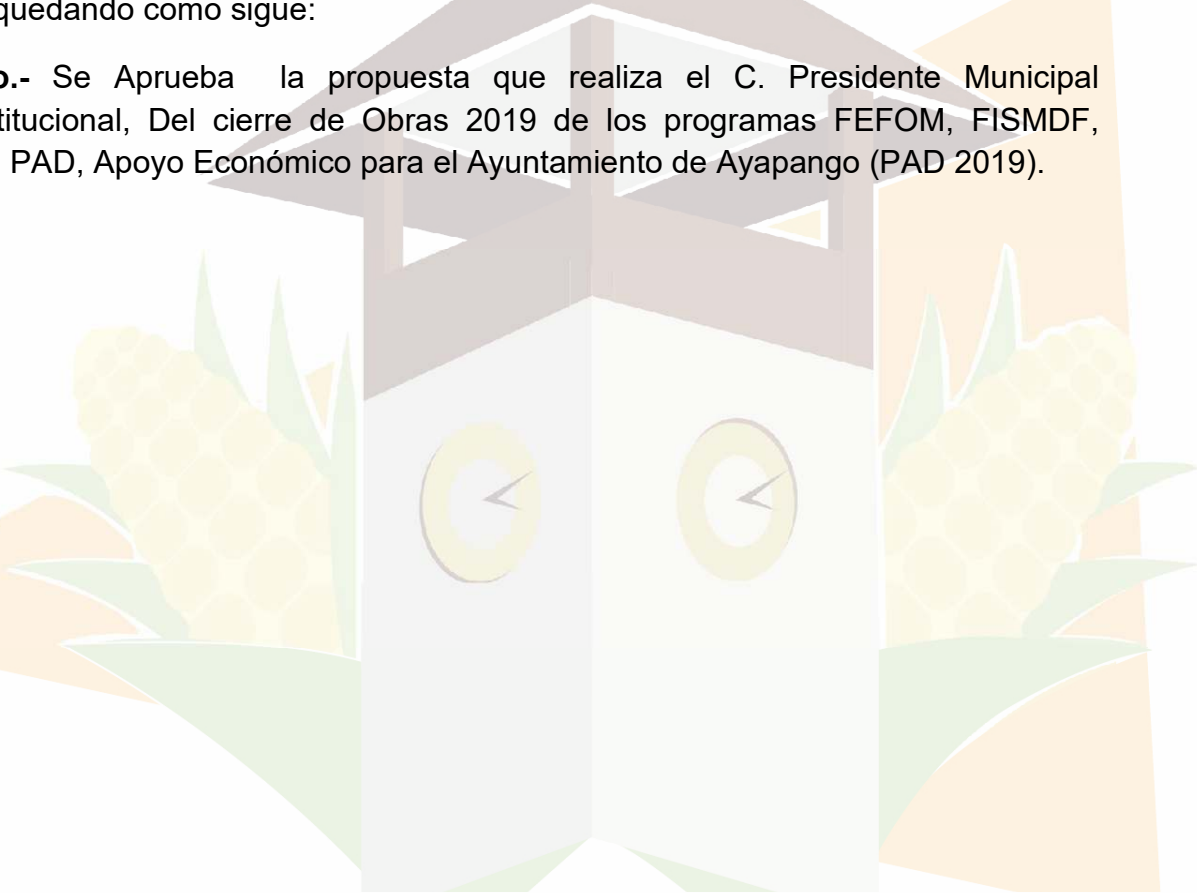 quedando como sigue:
o.- Se Aprueba la propuesta que realiza el C. Presidente Municipal
titucional, Del cierre de Obras 2019 de los programas FEFOM, FISMDF,
PAD, Apoyo Económico para el Ayuntamiento de Ayapango (PAD 2019).